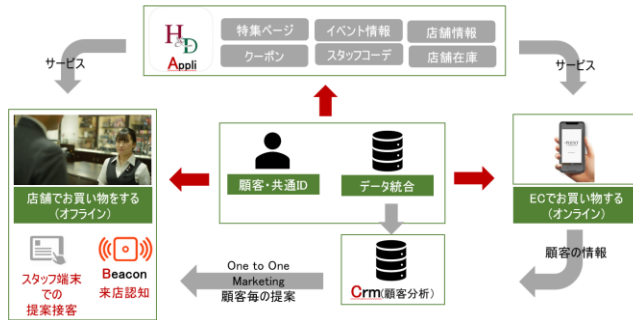 H&D
Appli
特集ページ
イベント情報
店舗情報
クーポン
スタッフコーデ
店舗在庫
サービス
サービス
顧客・共通ID
データ統合
店舗でお買い物をする
(オフライン)
ECでお買い物する
(オンライン)
スタッフ端末
での
提案接客
Beacon
来店認知
One to One
Marketing
顧客毎の提案
Crm(顧客分析)
顧客の情報